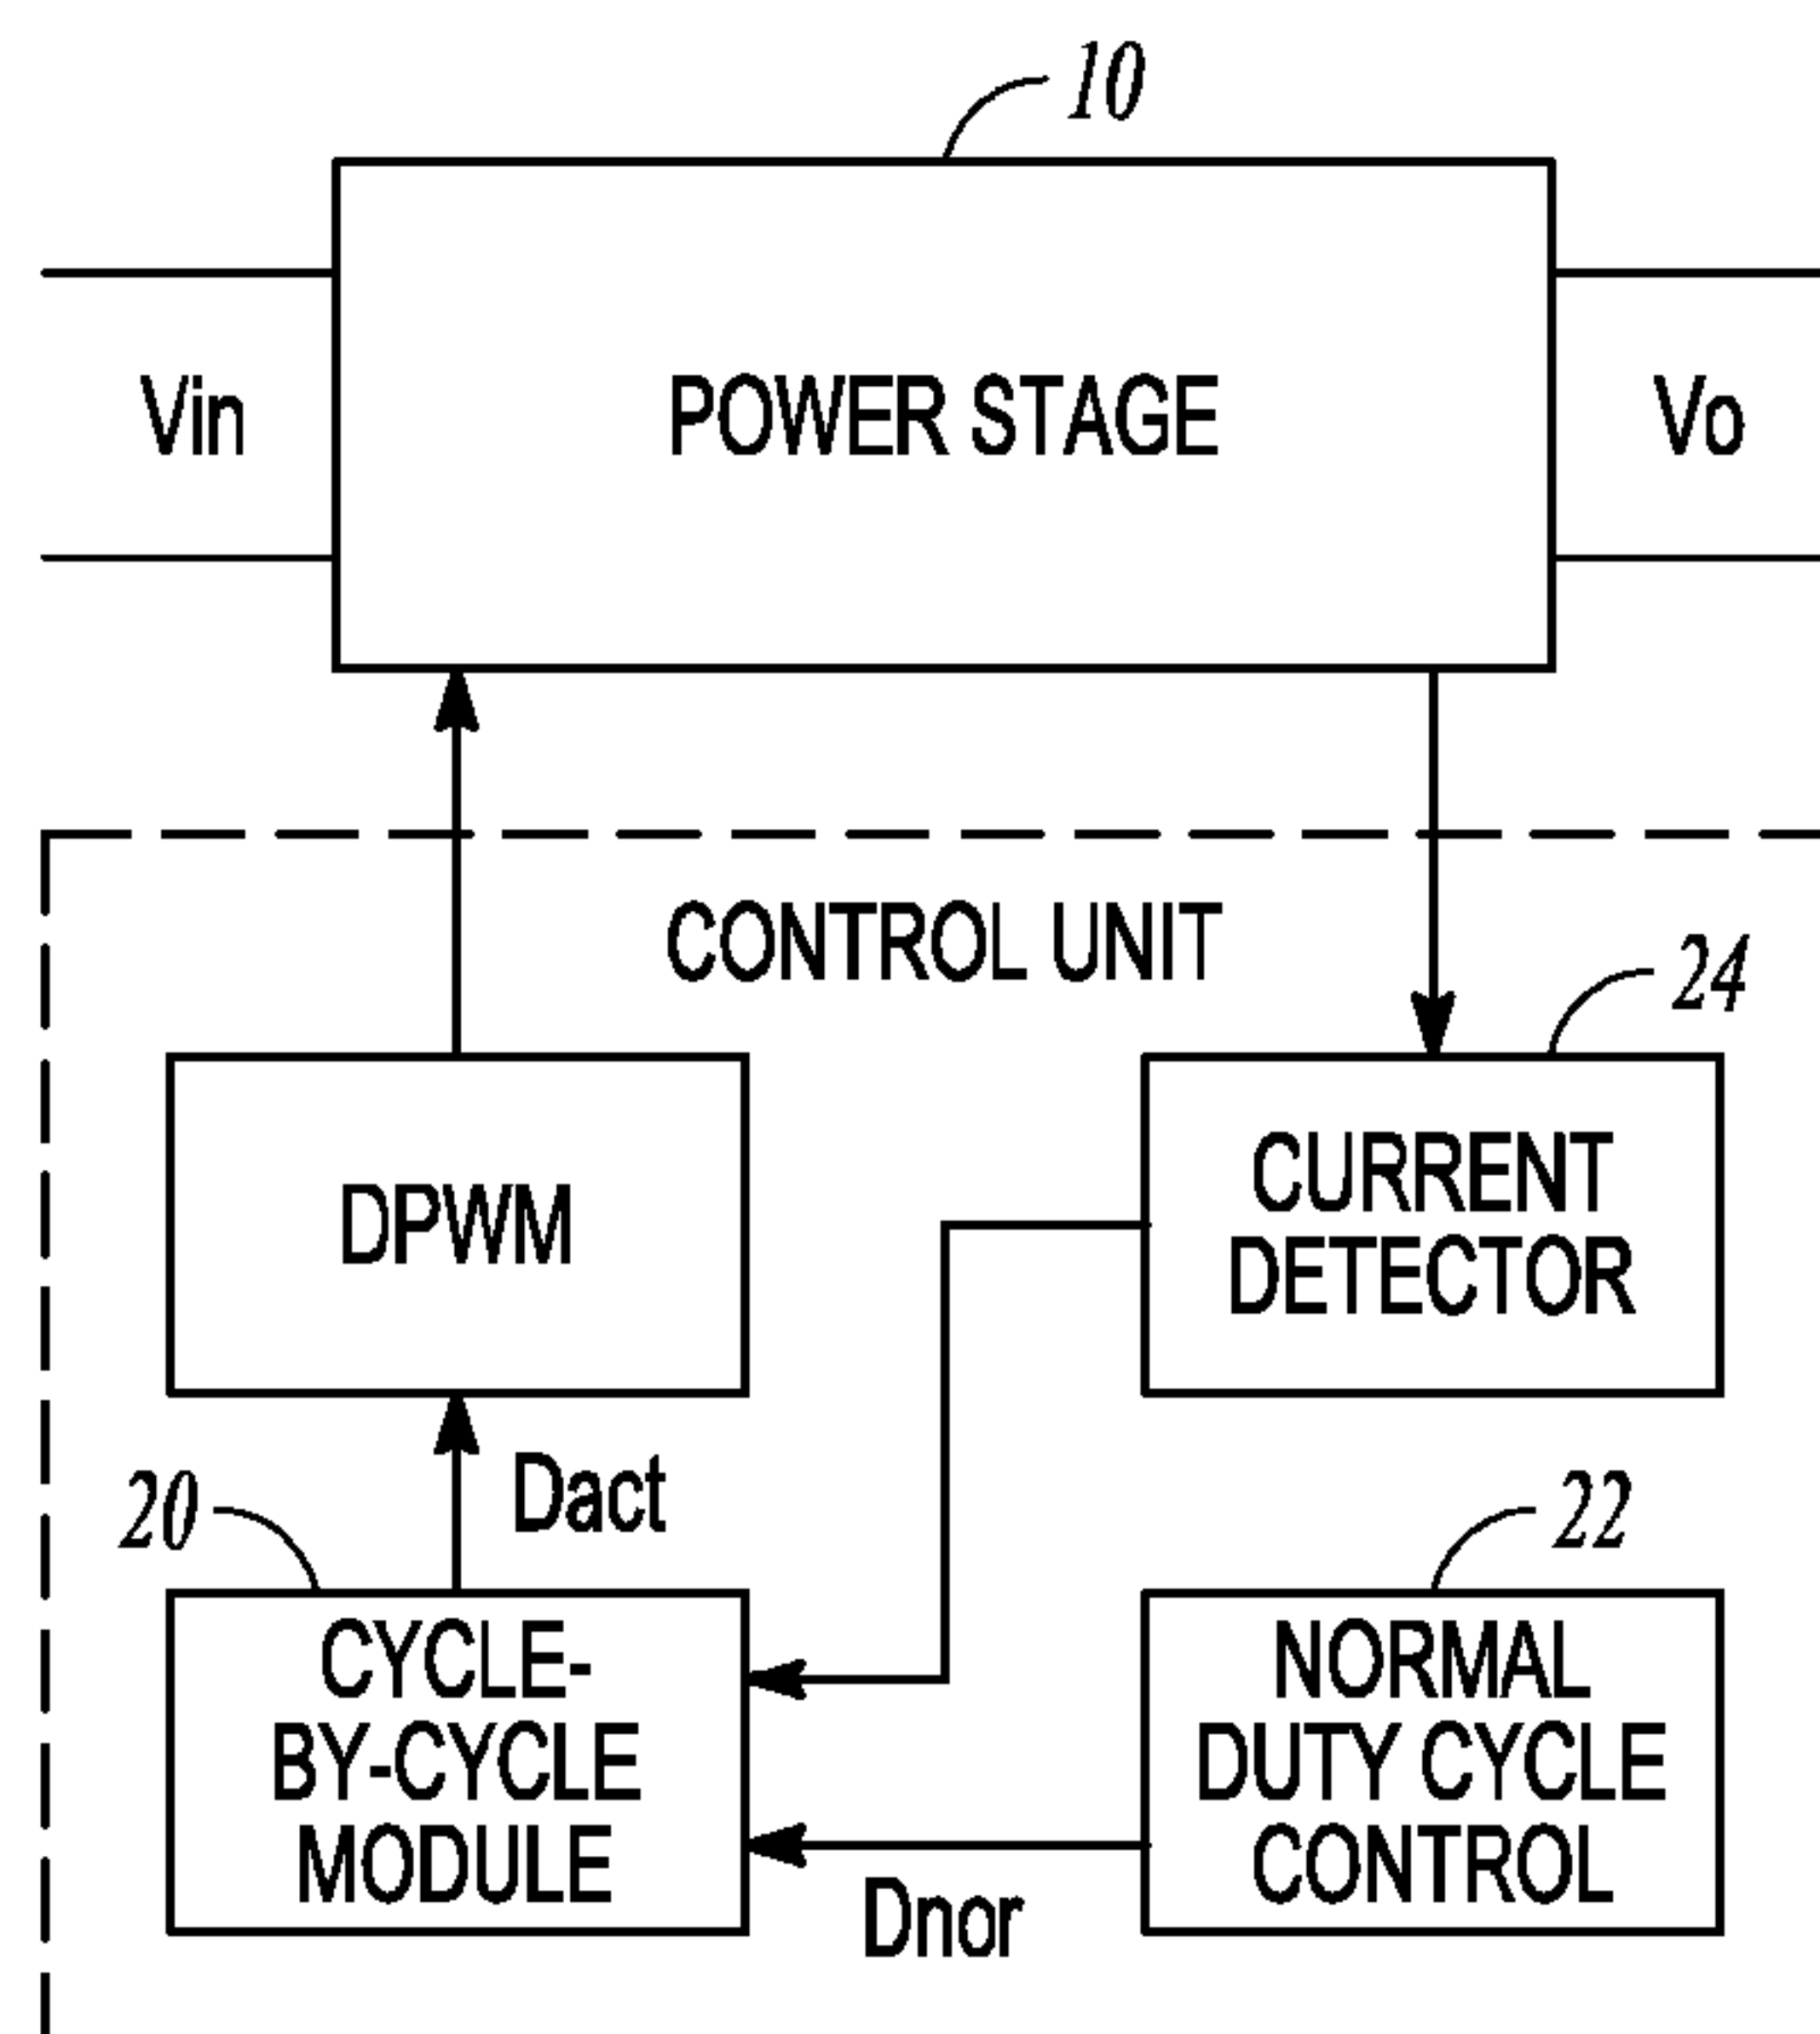 10
Vin
POWER STAGE
Vo
CONTROL UNIT
24
DPWM
CURRENT
DETECTOR
Dact
20
22
CYCLE-
BY-CYCLE
MODULE
NORMAL
DUTY CYCLE
CONTROL
Dnor